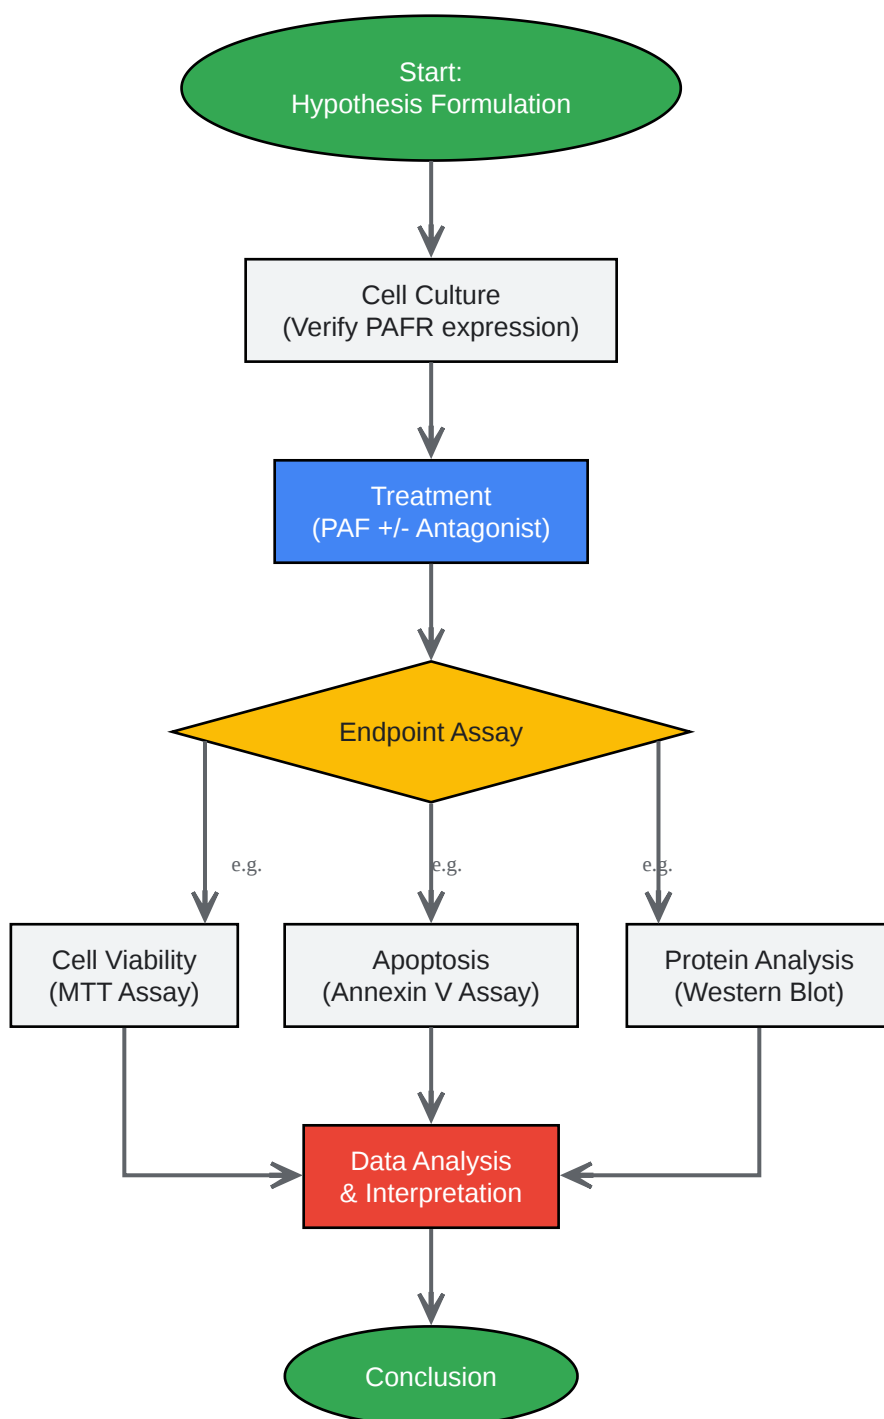 Start:
Hypothesis Formulation
Cell Culture
(Verify PAFR expression)
Treatment
(PAF +/- Antagonist)
Endpoint Assay
e.g.
e.g.
e.g.
Cell Viability
(MTT Assay)
Apoptosis
(Annexin V Assay)
Protein Analysis
(Western Blot)
Data Analysis
& Interpretation
Conclusion